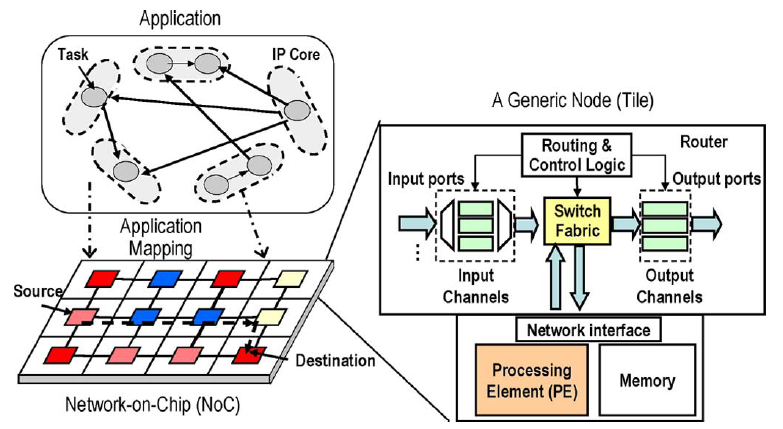 Application
Task
IP Core
Application
Mapping
Source
Destination
Network-on-Chip (NoC)
A Generic Node (Tile)
Routing &
Control Logic
Router
Input ports
Output ports
Switch
Fabric
Input
Channels
Output
Channels
Network interface
Processing
Element (PE)
Memory